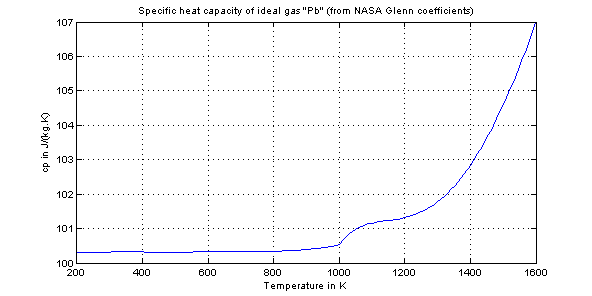 Specific heat capacity of ideal gas "Pb" (from NASA Glenn coefficients)
107
106
105
104
103
102
101
100
cp in J/(kg.K)
200 400 600 800 1000 1200 1400 1600
Temperature in K